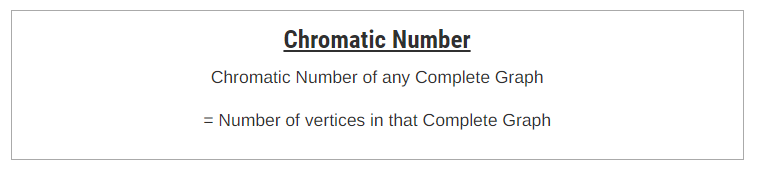 Chromatic Number
Chromatic Number of any Complete Graph
= Number of vertices in that Complete Graph